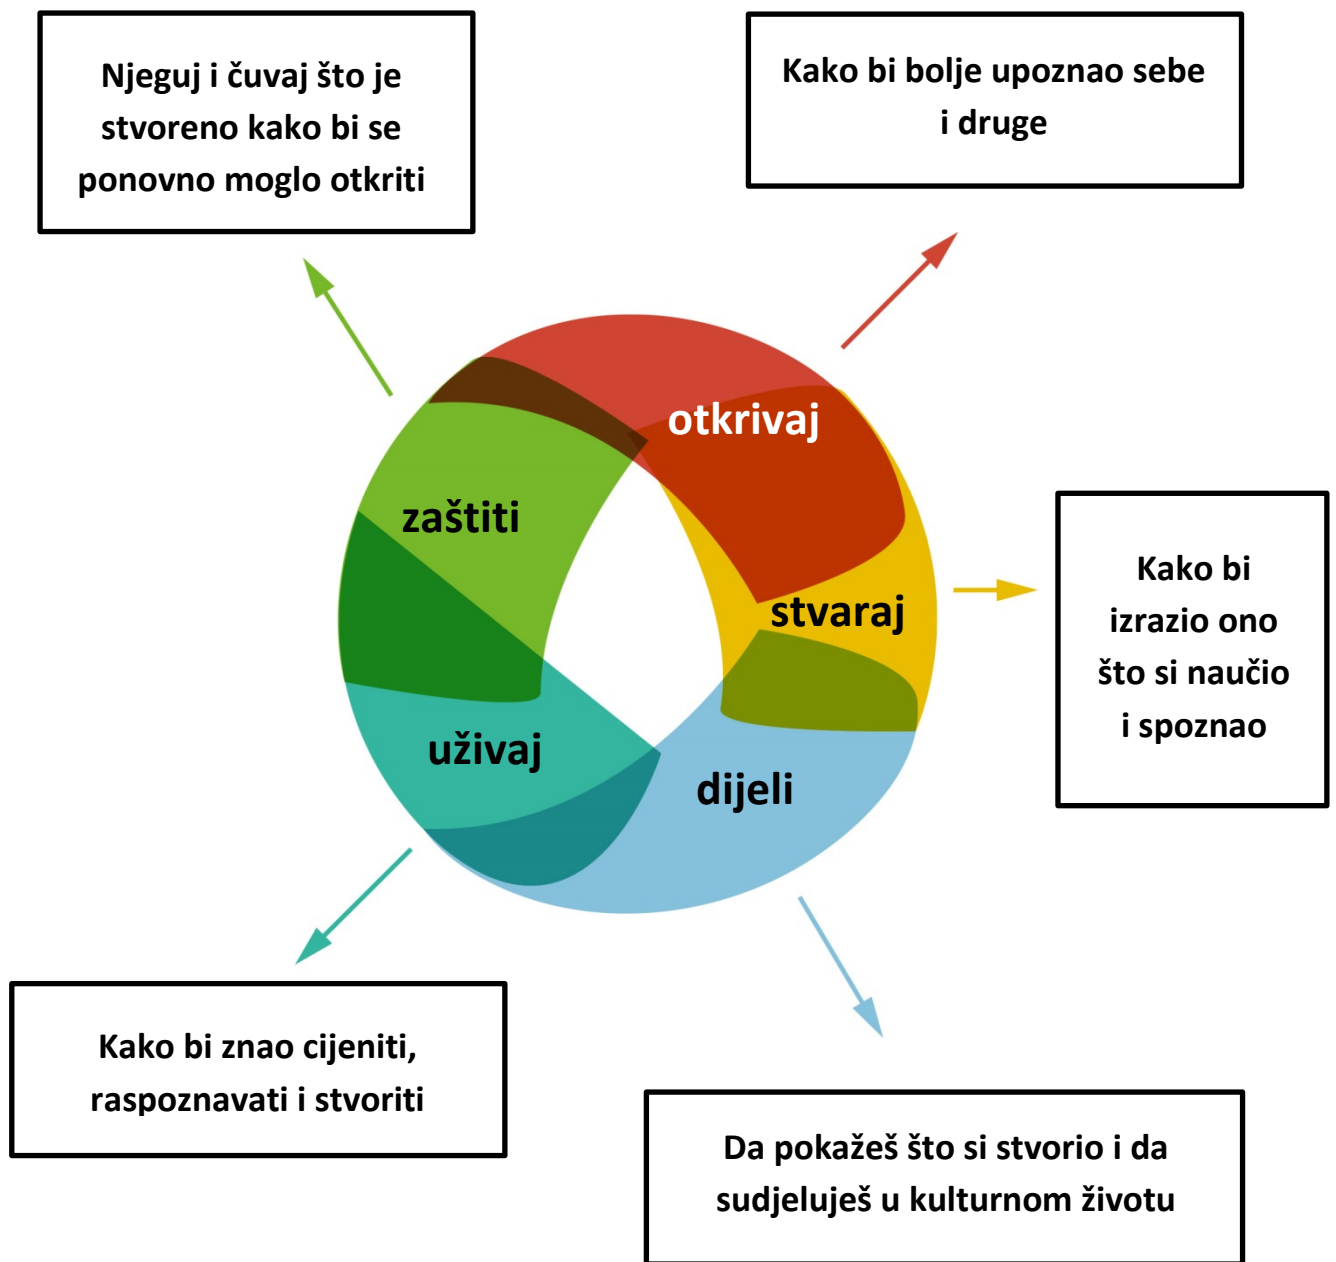 Njeguj i čuvaj što je
stvoreno kako bi se
ponovno moglo otkriti
Kako bi bolje upoznao sebe
i druge
otkrivaj
zaštiti
stvaraj
uživaj
dijeli
Kako bi
izrazio ono
što si naučio
i spoznao
Kako bi znao cijeniti,
raspoznavati i stvoriti
Da pokažeš što si stvorio i da
sudjeluješ u kulturnom životu